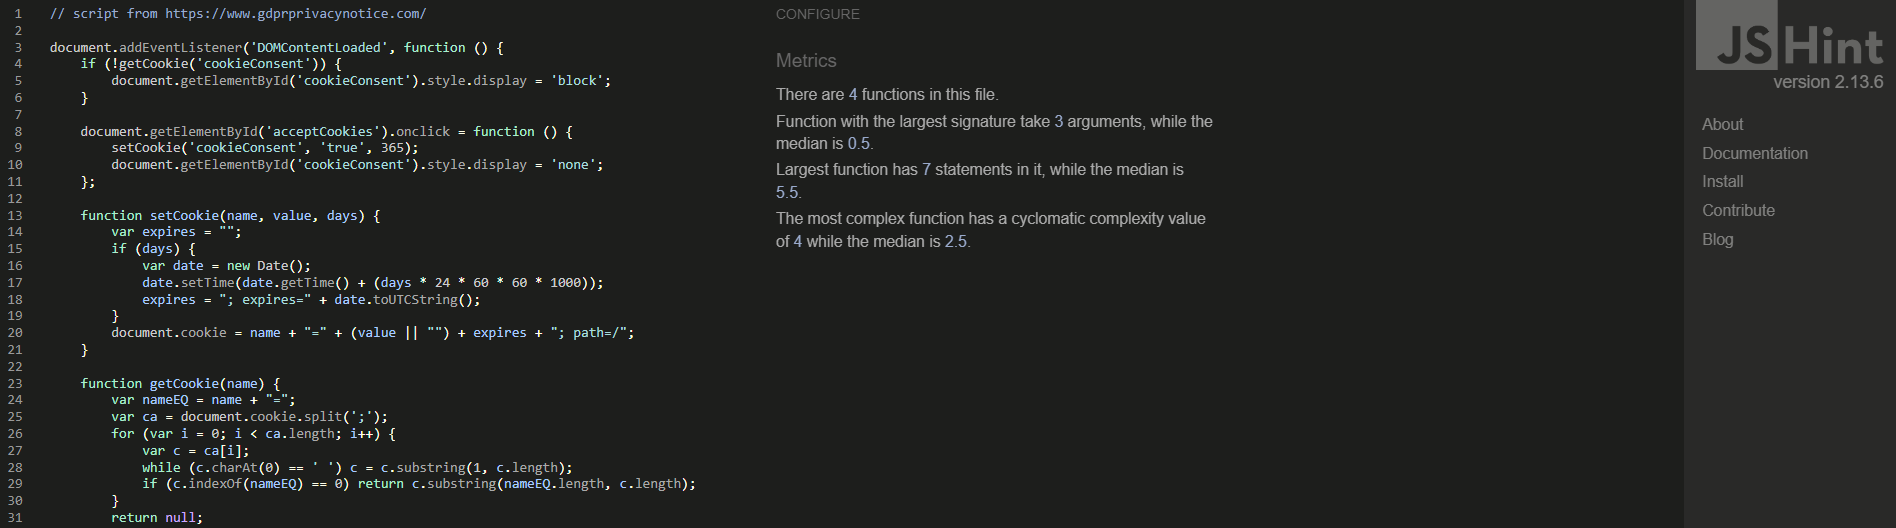 1 // script from https://www.gdprprivacynotice.com/
2
3 document.addEventListener('DOMContentLoaded', function () {
4 if (!getCookie('cookieConsent')) {
5 document.getElementById('cookieConsent').style.display = 'block';
6 }
7
8 document.getElementById('acceptCookies').onclick = function () {
9 setCookie('cookieConsent', 'true', 365);
10 document.getElementById('cookieConsent').style.display = 'none';
11 };
12
13 function setCookie(name, value, days) {
14 var expires = "";
15 if (days) {
16 var date = new Date();
17 date.setTime(date.getTime() + (days * 24 * 60 * 60 * 1000));
18 expires = "; expires=" + date.toUTCString();
19 }
20 document.cookie = name + "=" + (value || "") + expires + "; path=/";
21 }
22
23 function getCookie(name) {
24 var nameEQ = name + "=";
25 var ca = document.cookie.split(';');
26 for (var i = 0; i < ca.length; i++) {
27 var c = ca[i];
28 while (c.charAt(0) == ' ') c = c.substring(1, c.length);
29 if (c.indexOf(nameEQ) == 0) return c.substring(nameEQ.length, c.length);
30 }
31 return null;
CONFIGURE
Metrics
There are 4 functions in this file.
Function with the largest signature take 3 arguments, while the
median is 0.5.
Largest function has 7 statements in it, while the median is
5.5.
The most complex function has a cyclomatic complexity value
of 4 while the median is 2.5.
JSHint
version 2.13.6
About
Documentation
Install
Contribute
Blog